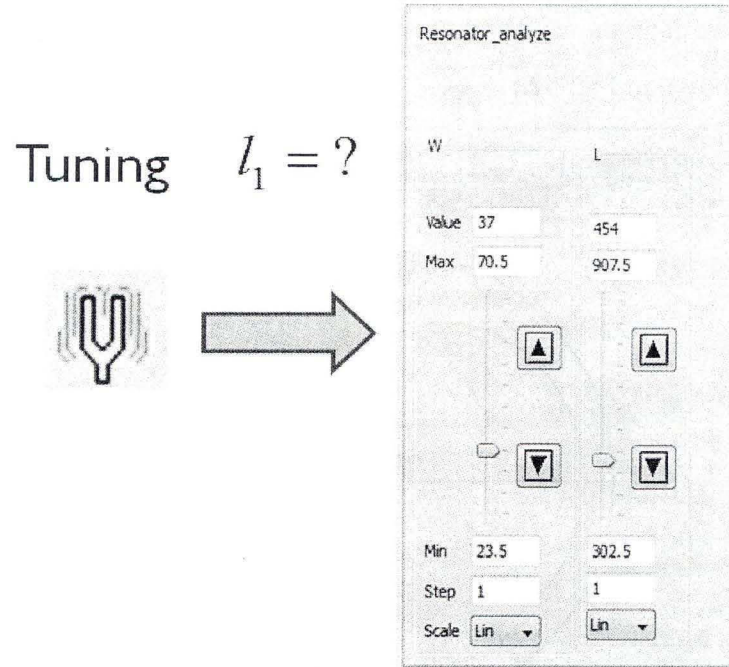 Resonator_analyze
Tuning l₁ = ?
W L
Value 37 454
Max 70.5 907.5
Min 23.5 302.5
Step 1 1
Scale Lin Lin